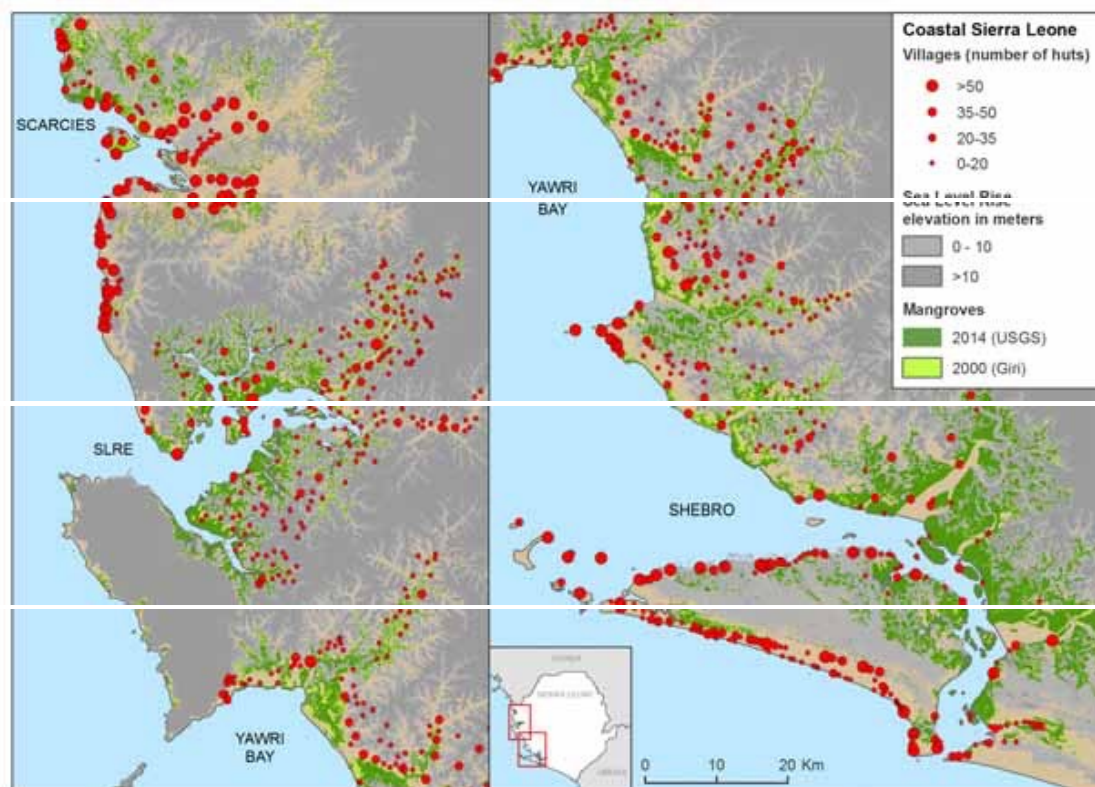 Coastal Sierra Leone
Villages (number of huts)
>50
35-50
20-35
0-20
Sea Level Rise
elevation in meters
0 - 10
>10
Mangroves
2014 (USGS)
2000 (Giri)
SCARCIES
YAWRI
BAY
SLRE
SHEBRO
YAWRI
BAY
SIERRA LEONE
0 10 20 Km